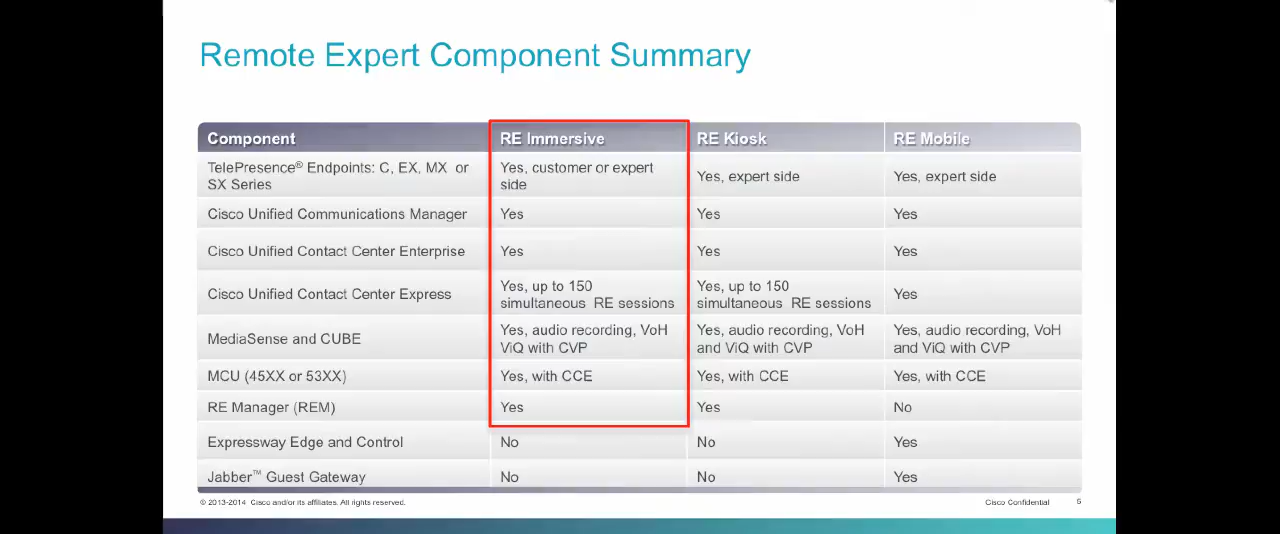 Remote Expert Component Summary
Component RE Immersive RE Kiosk RE Mobile
TelePresence® Endpoints: C, EX, MX or SX Series Yes, customer or expert side Yes, expert side Yes, expert side
Cisco Unified Communications Manager Yes Yes Yes
Cisco Unified Contact Center Enterprise Yes Yes Yes
Cisco Unified Contact Center Express Yes, up to 150 simultaneous RE sessions Yes, up to 150 simultaneous RE sessions Yes
MediaSense and CUBE Yes, audio recording, VoH ViQ with CVP Yes, audio recording, VoH and ViQ with CVP Yes, audio recording, VoH and ViQ with CVP
MCU (45XX or 53XX) Yes, with CCE Yes, with CCE Yes, with CCE
RE Manager (REM) Yes Yes No
Expressway Edge and Control No No Yes
Jabber™ Guest Gateway No No Yes
© 2013-2014 Cisco and/or its affiliates. All rights reserved. Cisco Confidential 5